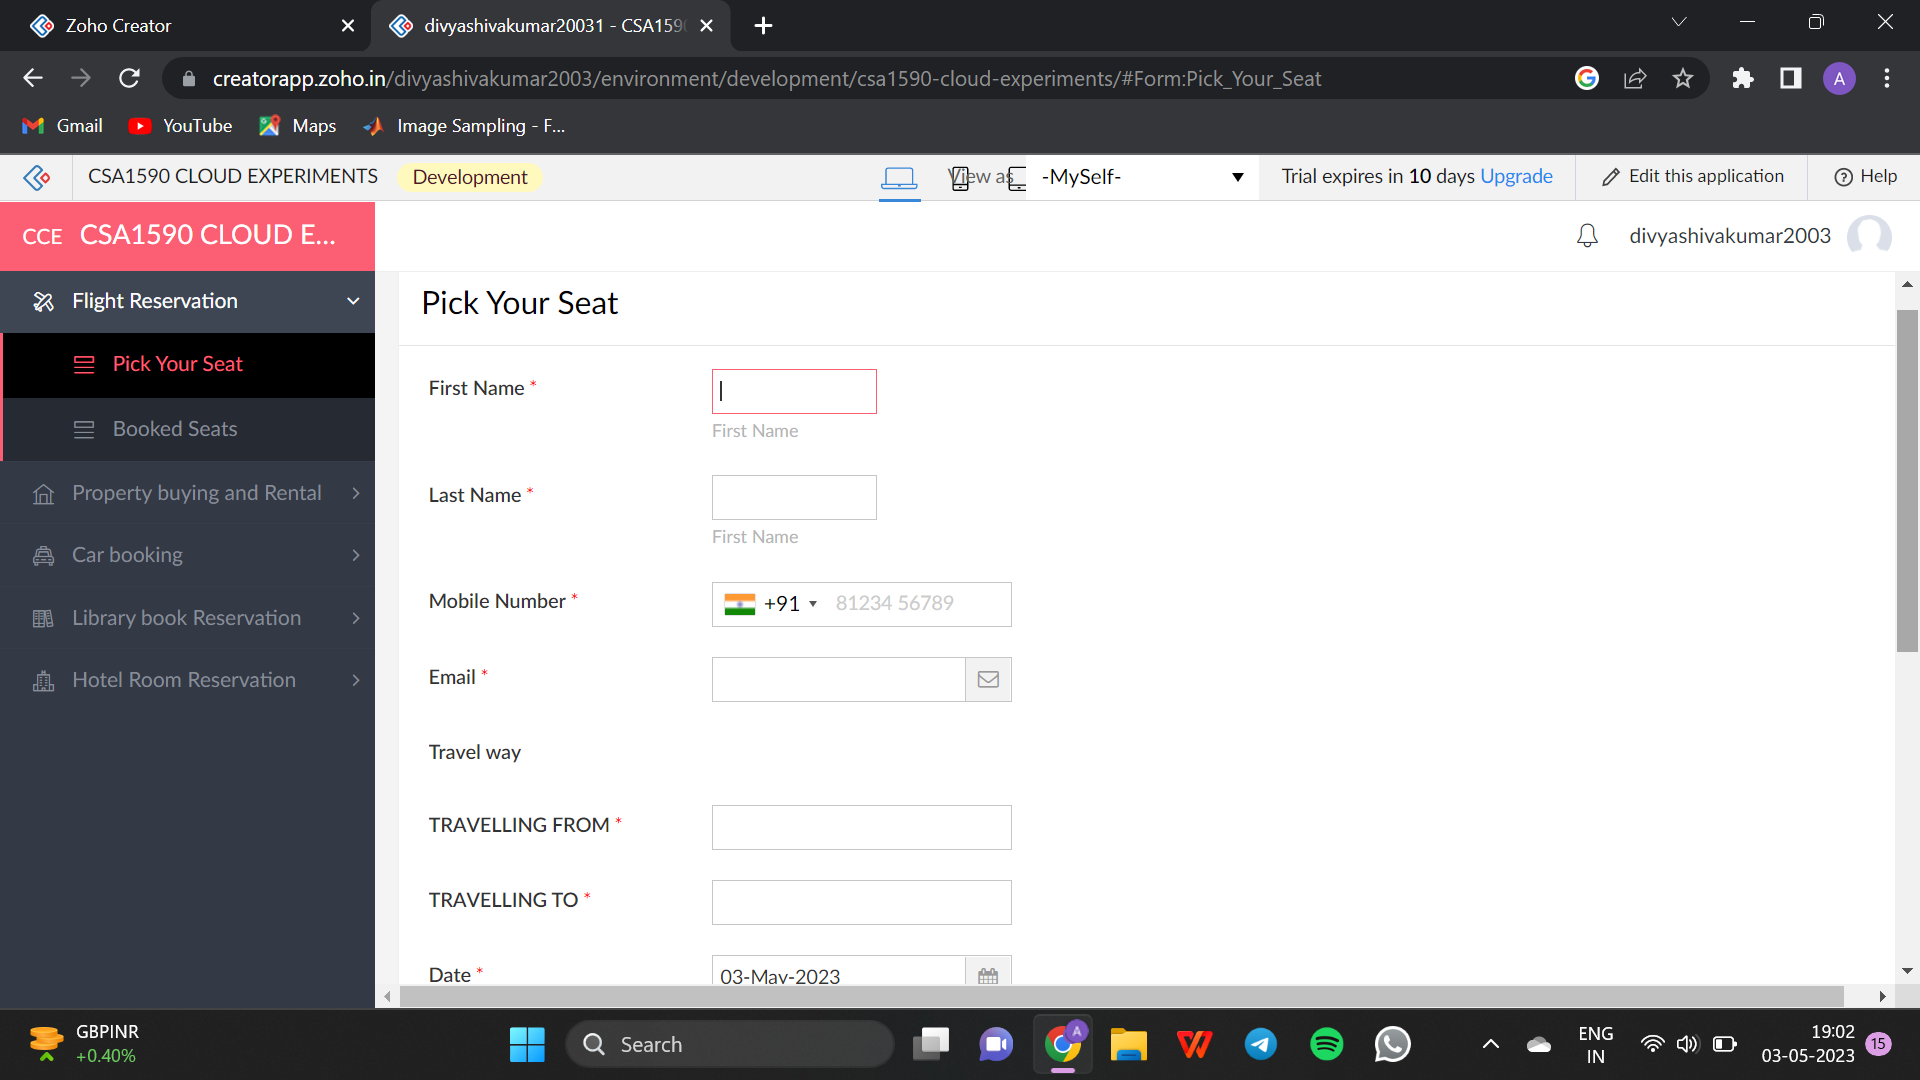 Zoho Creator
divyashivakumar20031 - CSA159
creatorapp.zoho.in/divyashivakumar2003/environment/development/csa1590-cloud-experiments/#Form:Pick_Your_Seat
A
Gmail
YouTube
Maps
Image Sampling - F...
CSA1590 CLOUD EXPERIMENTS
Development
View as
-MySelf-
Trial expires in 10 days Upgrade
Edit this application
Help
CCE CSA1590 CLOUD E...
divyashivakumar2003
Flight Reservation
Pick Your Seat
Booked Seats
Property buying and Rental
Car booking
Library book Reservation
Hotel Room Reservation
Pick Your Seat
First Name *
First Name
Last Name *
First Name
Mobile Number *
+91 81234 56789
Email *
Travel way
TRAVELLING FROM *
TRAVELLING TO *
Date *
03-May-2023
GBPINR
+0.40%
Search
A
ENG
IN
19:02
03-05-2023
15